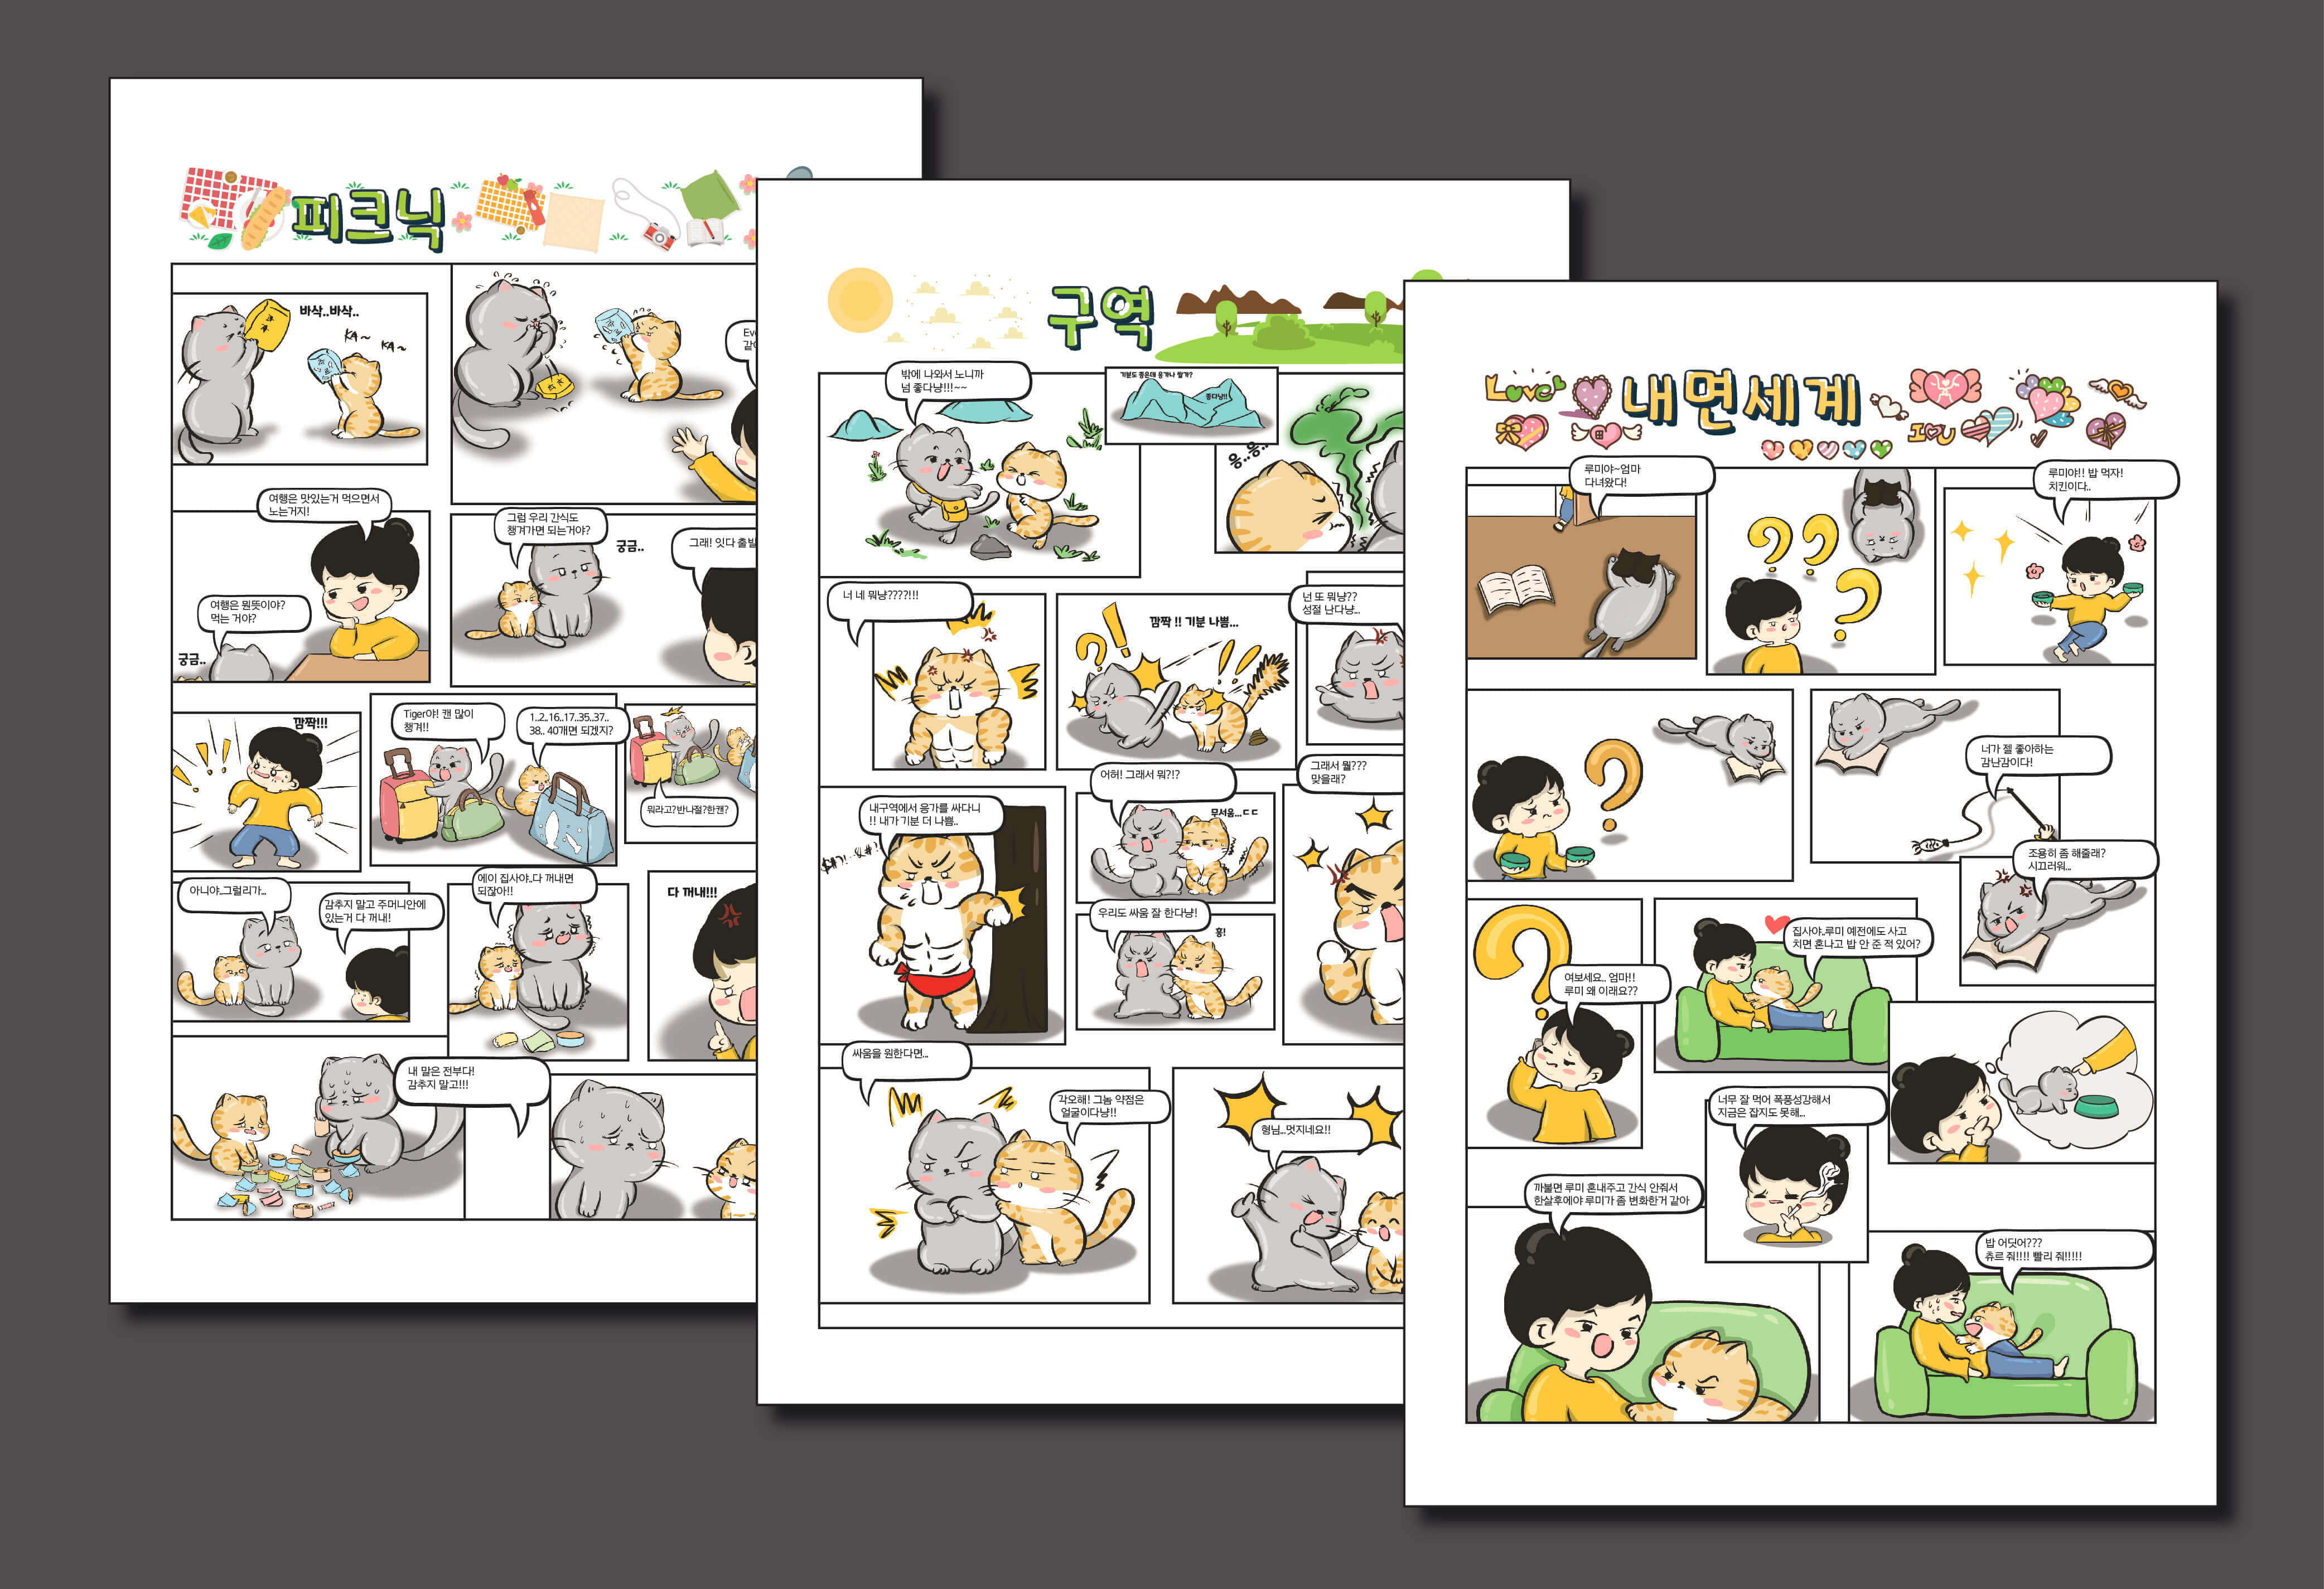 피크닉
바삭..바삭..
KA~ KA~
여행은 맛있는거 먹으면서
노는거지!
여행은 뭔뜻이야?
먹는 거야?
궁금..
그럼 우리 간식도
챙겨가면 되는거야?
궁금..
그래! 잇다 출발
깜짝!!!
Tiger야! 캔 많이
챙겨!!
1..2..16..17..35..37..
38.. 40개면 되겠지?
뭐라고?반나절?한캔?
아니야..그럴리가..
감추지 말고 주머니안에
있는거 다 꺼내!
에이 집사야..다 꺼내면
되잖아!!
다 꺼내!!!
내 말은 전부다!
감추지 말고!!!
구역
밖에 나와서 노니까
넘 좋다냥!!!~~
기분도 좋은데 응가나 쌀가?
좋다냥!!
응..응..
너 네 뭐냥????!!!
깜짝 !! 기분 나쁨...
넌 또 뭐냥??
성절 난다냥...
내구역에서 응가를 싸다니
!! 내가 기분 더 나쁨..
어허! 그래서 뭐?!?
무서움...ㄷㄷ
그래서 뭘???
맞을래?
우리도 싸움 잘 한다냥!
흥!
싸움을 원한다면...
각오해! 그놈 약점은
얼굴이다냥!!
형님...멋지네요!!
Love
내면세계
루미야~엄마
다녀왔다!
루미야!! 밥 먹자!
치킨이다..
너가 젤 좋아하는
감난감이다!
조용히 좀 해줄래?
시끄러워...
여보세요.. 엄마!!
루미 왜 이래요??
집사야..루미 예전에도 사고
치면 혼나고 밥 안 준 적 있어?
너무 잘 먹어 폭풍성강해서
지금은 잡지도 못해...
까불면 루미 혼내주고 간식 안줘서
한살후에야 루미가 좀 변화한거 같아
밥 어딧어???
츄르 줘!!!! 빨리 줘!!!!!